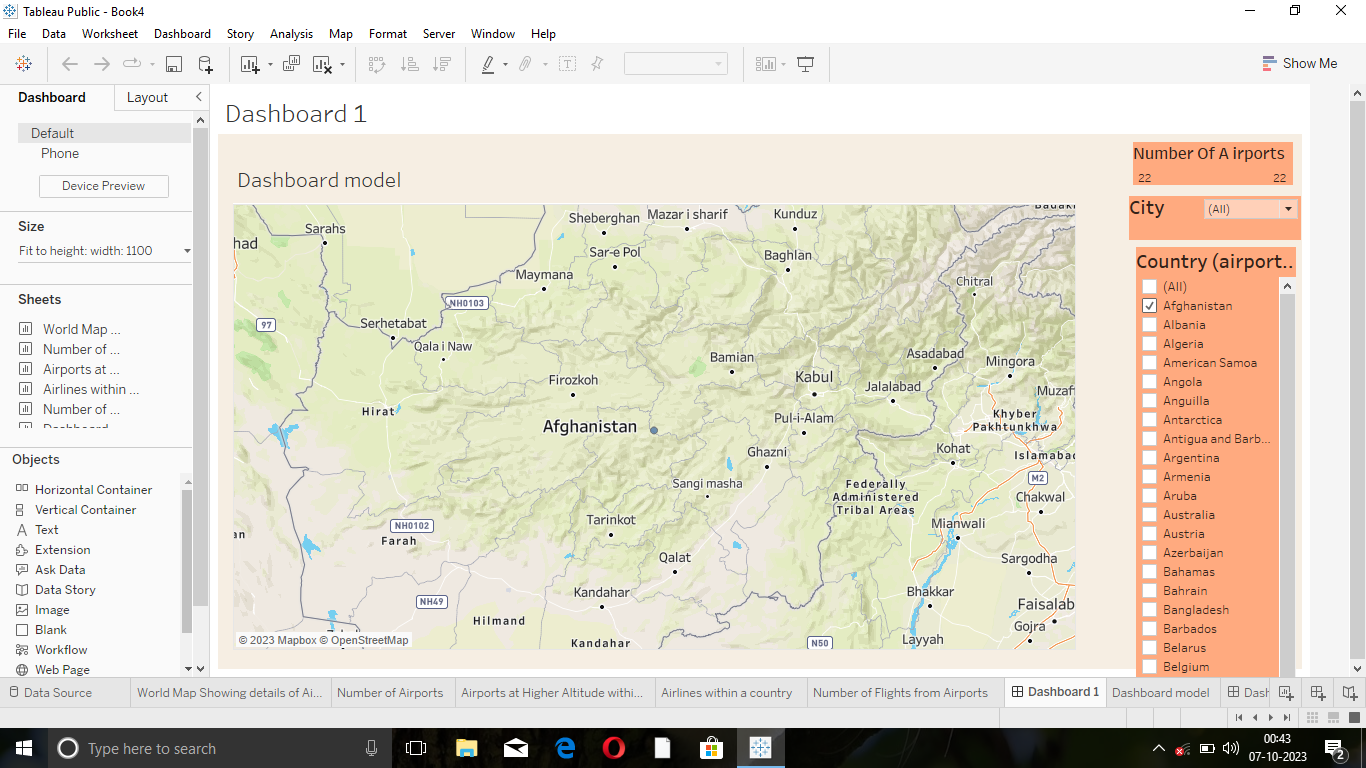 Tableau Public - Book4
File Data Worksheet Dashboard Story Analysis Map Format Server Window Help
Show Me
Dashboard Layout
Default
Phone
Device Preview
Size
Fit to height: width: 1100
Sheets
World Map ...
Number of ...
Airports at ...
Airlines within ...
Number of ...
Objects
Horizontal Container
Vertical Container
Text
Extension
Ask Data
Data Story
Image
Blank
Workflow
Web Page
Dashboard 1
Dashboard model
Sheberghan
Mazar i sharif
Kunduz
Sarahs
Sar-e Pol
Baghlan
Maymana
Chitral
NH0103
97
Serhetabat
Qala i Naw
Bamian
Asadabad
Mingora
Firozkoh
Kabul
Jalalabad
Hirat
Pul-i-Alam
Khyber
Pakhtunkhwa
Afghanistan
Ghazni
Kohat
Islamabad
Sangi masha
Federally
Administered
Tribal Areas
M2
Chakwal
NH0102
Farah
Tarinkot
Mianwali
Qalat
Sargodha
NH49
Kandahar
Bhakkar
Faisalab
Hilmand
Gojra
Kandahar
N50
Layyah
© 2023 Mapbox © OpenStreetMap
Number Of A irports
22 22
City (All)
Country (airport..
(All)
Afghanistan
Albania
Algeria
American Samoa
Angola
Anguilla
Antarctica
Antigua and Barb...
Argentina
Armenia
Aruba
Australia
Austria
Azerbaijan
Bahamas
Bahrain
Bangladesh
Barbados
Belarus
Belgium
Data Source World Map Showing details of Ai... Number of Airports Airports at Higher Altitude withi... Airlines within a country Number of Flights from Airports Dashboard 1 Dashboard model Dash
Type here to search
00:43
07-10-2023
2